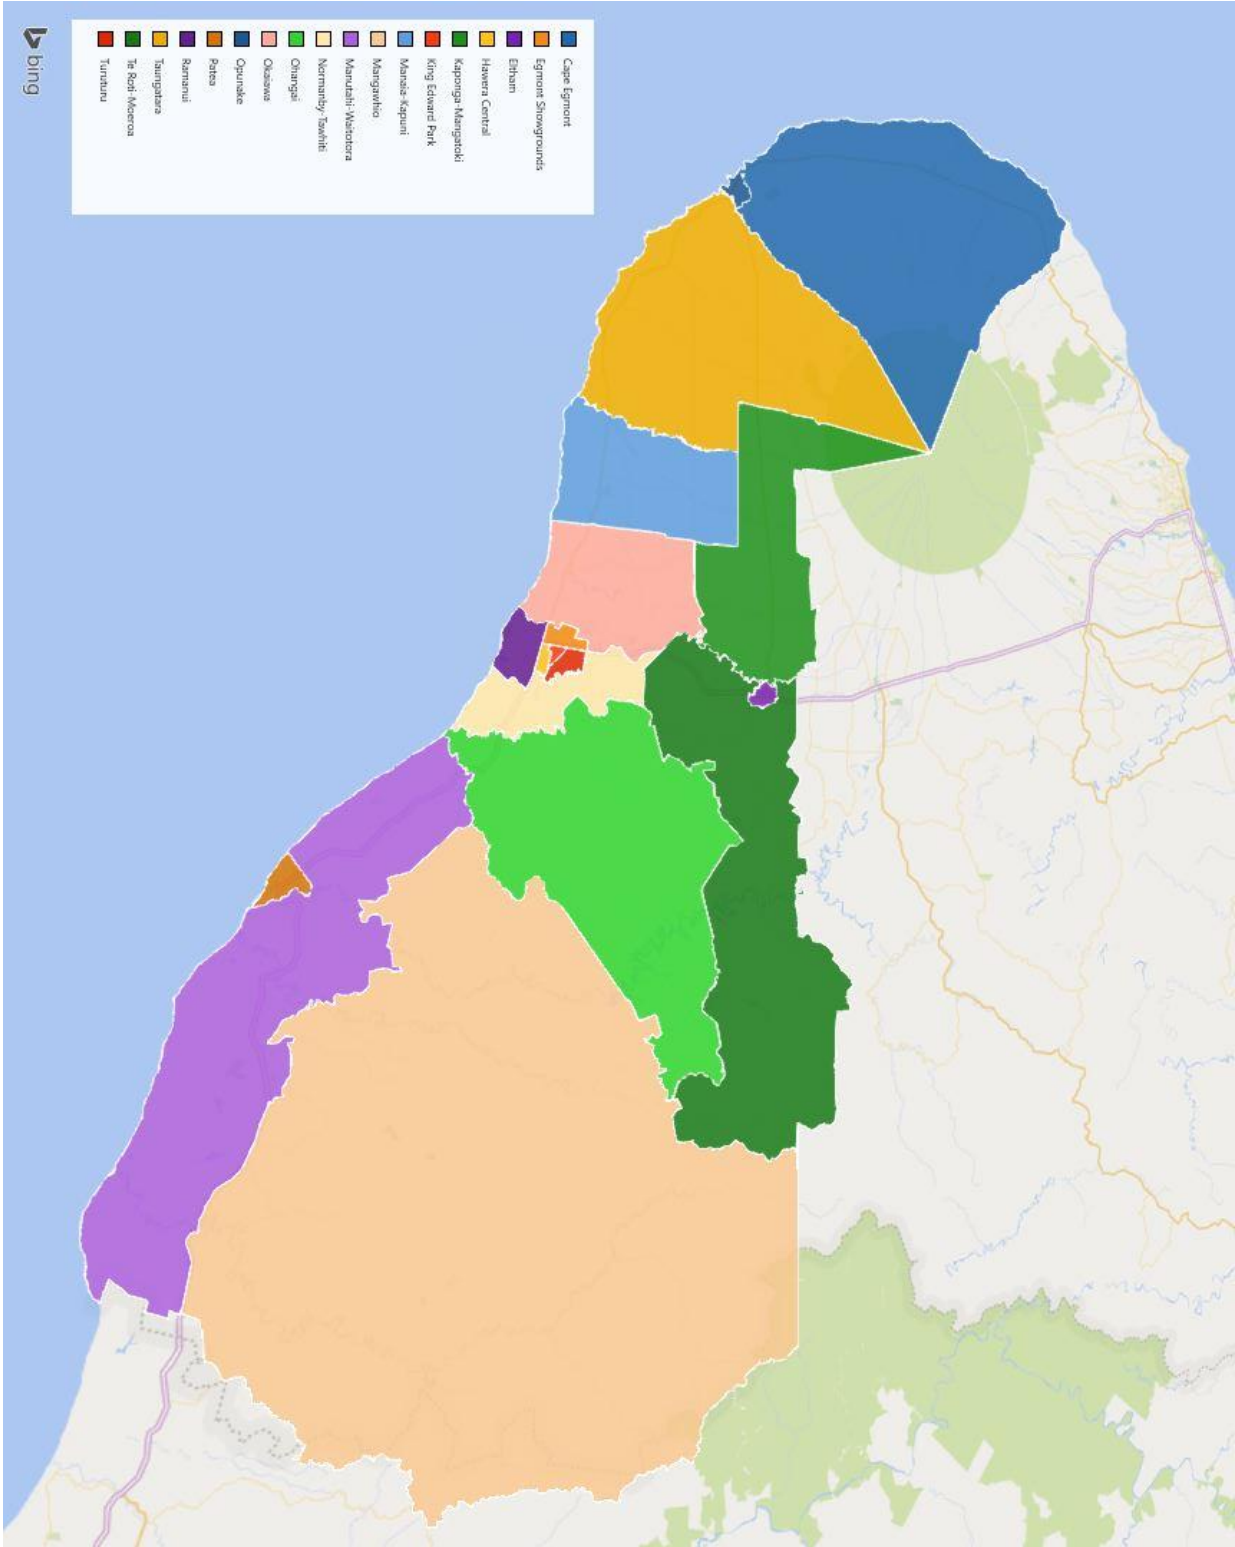 Cape Egmont
Egmont Showgrounds
Eltham
Hawera Central
Kaponga-Mangatoki
King Edward Park
Manaia-Kapuni
Mangawhio
Manutahi-Waitotora
Normanby-Tawhiti
Ohangai
Okaiawa
Opunake
Patea
Ramanui
Taungatara
Te Roti-Moeroa
Turuturu
bing